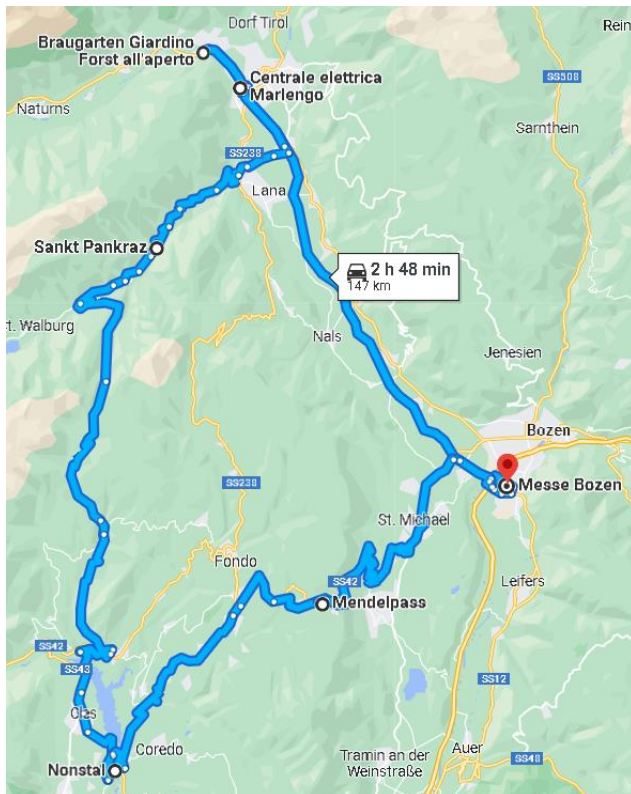 Dorf Tirol
Rein
Braugarten Giardino
Forst all'aperto
Centrale elettrica
Marlengo
SS508
Naturns
Sarnthein
SS238
Lana
Sankt Pankraz
2 h 48 min
147 km
t. Walburg
Nals
Jenesien
Bozen
SS238
Messe Bozen
St. Michael
Fondo
SS42
Leifers
Mendelpass
SS42
SS43
SS12
Cles
Coredo
Nonstal
Tramin an der
Weinstraße
Auer
SS48